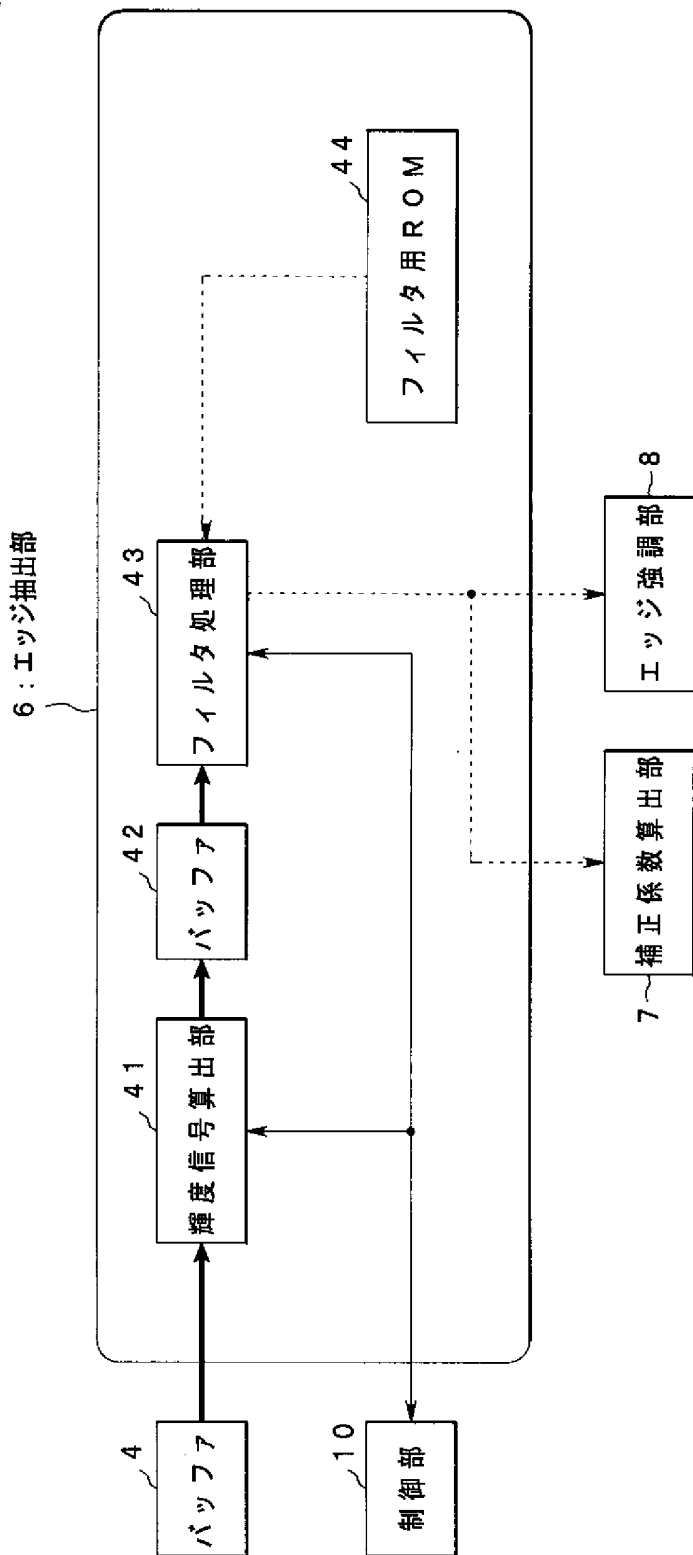 6：エッジ抽出部
4
バッファ
41
輝度信号算出部
42
バッファ
43
フィルタ処理部
44
フィルタ用ROM
10
制御部
7
補正係数算出部
8
エッジ強調部